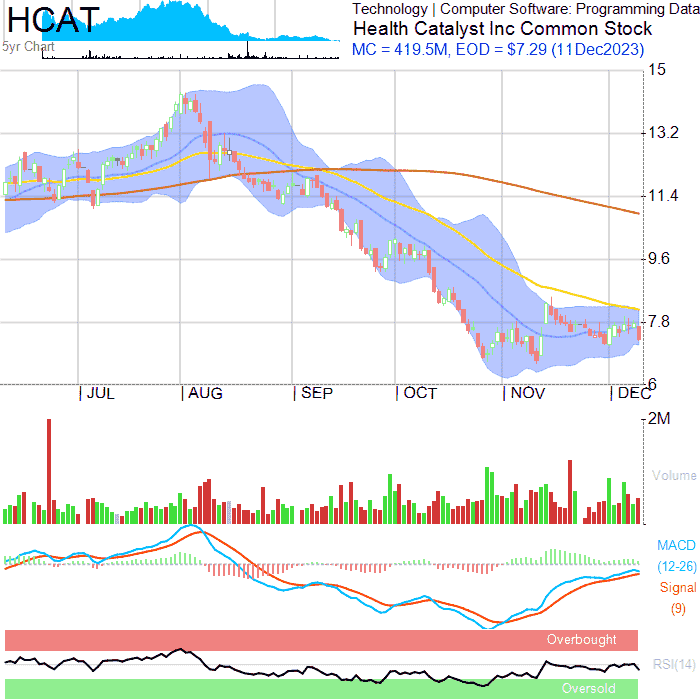 HCAT
5yr Chart
Technology | Computer Software: Programming Data
Health Catalyst Inc Common Stock
MC = 419.5M, EOD = $7.29 (11Dec2023)
15
13.2
11.4
9.6
7.8
6
JUL
AUG
SEP
OCT
NOV
DEC
2M
Volume
MACD
(12-26)
Signal
(9)
Overbought
RSI(14)
Oversold